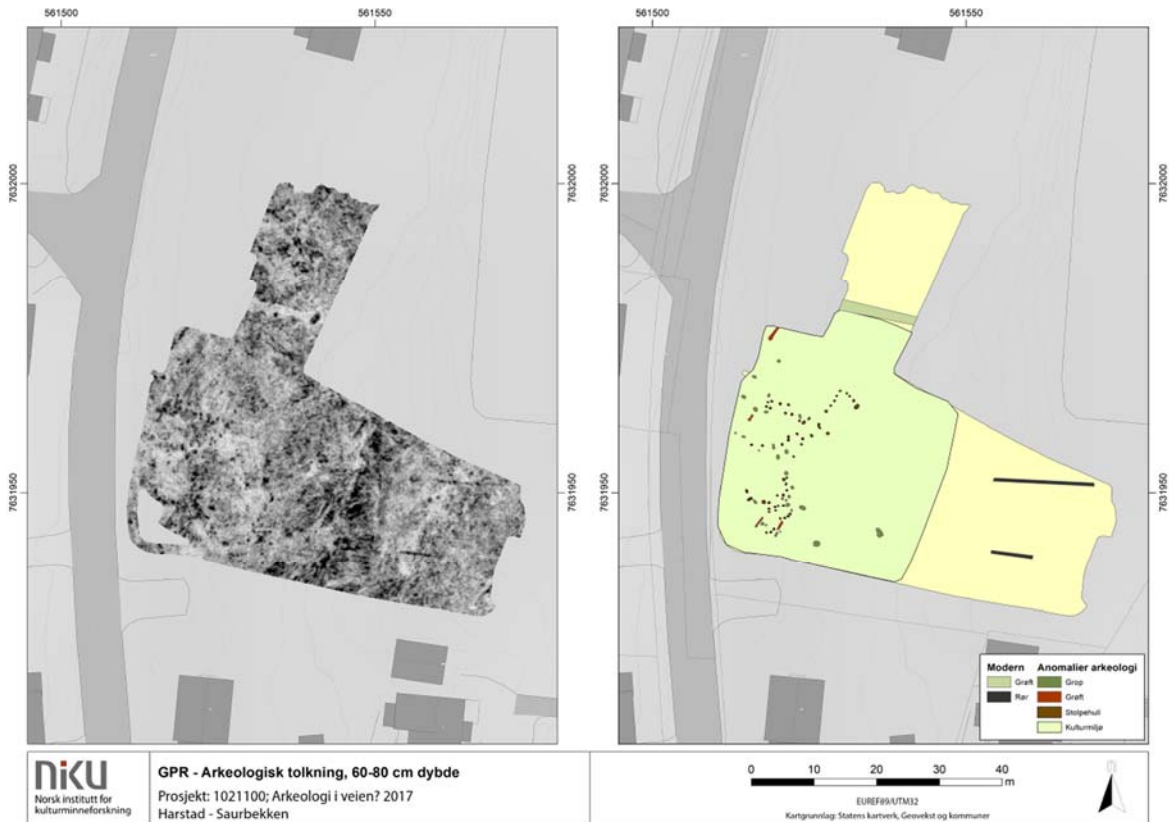 561500
561550
561500
561550
7632000
7632000
7632000
7631950
7631950
7631950
Modern
Grøft
Rør
Anomalier arkeologi
Grop
Grøft
Stolpehull
Kulturmiljø
niku
Norsk institutt for
kulturminneforskning
GPR - Arkeologisk tolkning, 60-80 cm dybde
Prosjekt: 1021100; Arkeologi i veien? 2017
Harstad - Saurbekken
0 10 20 30 40
m
EUREF89/UTM32
Kartgrunnlag: Statens kartverk, Geovekst og kommuner